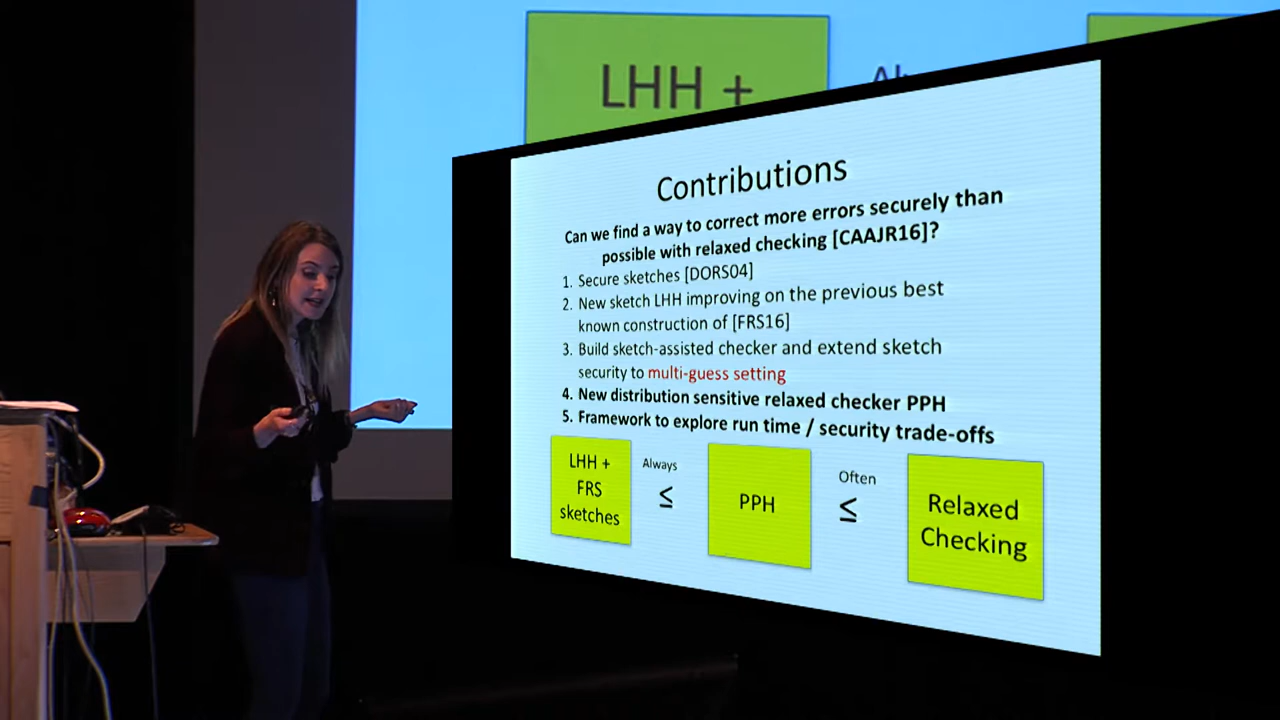 LHH +
Contributions
Can we find a way to correct more errors securely than
possible with relaxed checking [CAAJR16]?
1. Secure sketches [DORS04]
2. New sketch LHH improving on the previous best
known construction of [FRS16]
3. Build sketch-assisted checker and extend sketch
security to multi-guess setting
4. New distribution sensitive relaxed checker PPH
5. Framework to explore run time / security trade-offs
LHH +
FRS
sketches
Always
≤
PPH
Often
≤
Relaxed
Checking